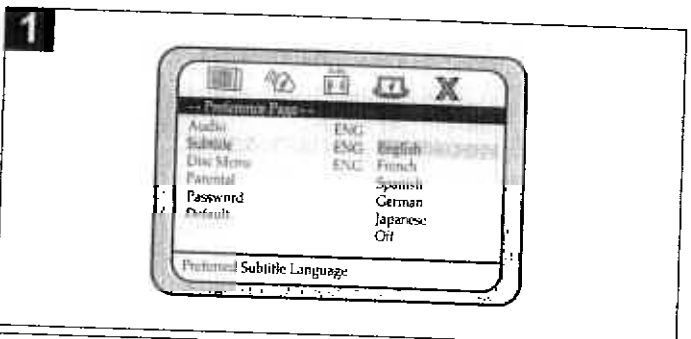 1
-- Preference Page --
Audio ENG
Subtitle ENG English
Disc Menu ENG French
Parental Spanish
Password German
Default Japanese
Off
Preferred Subtitle Language